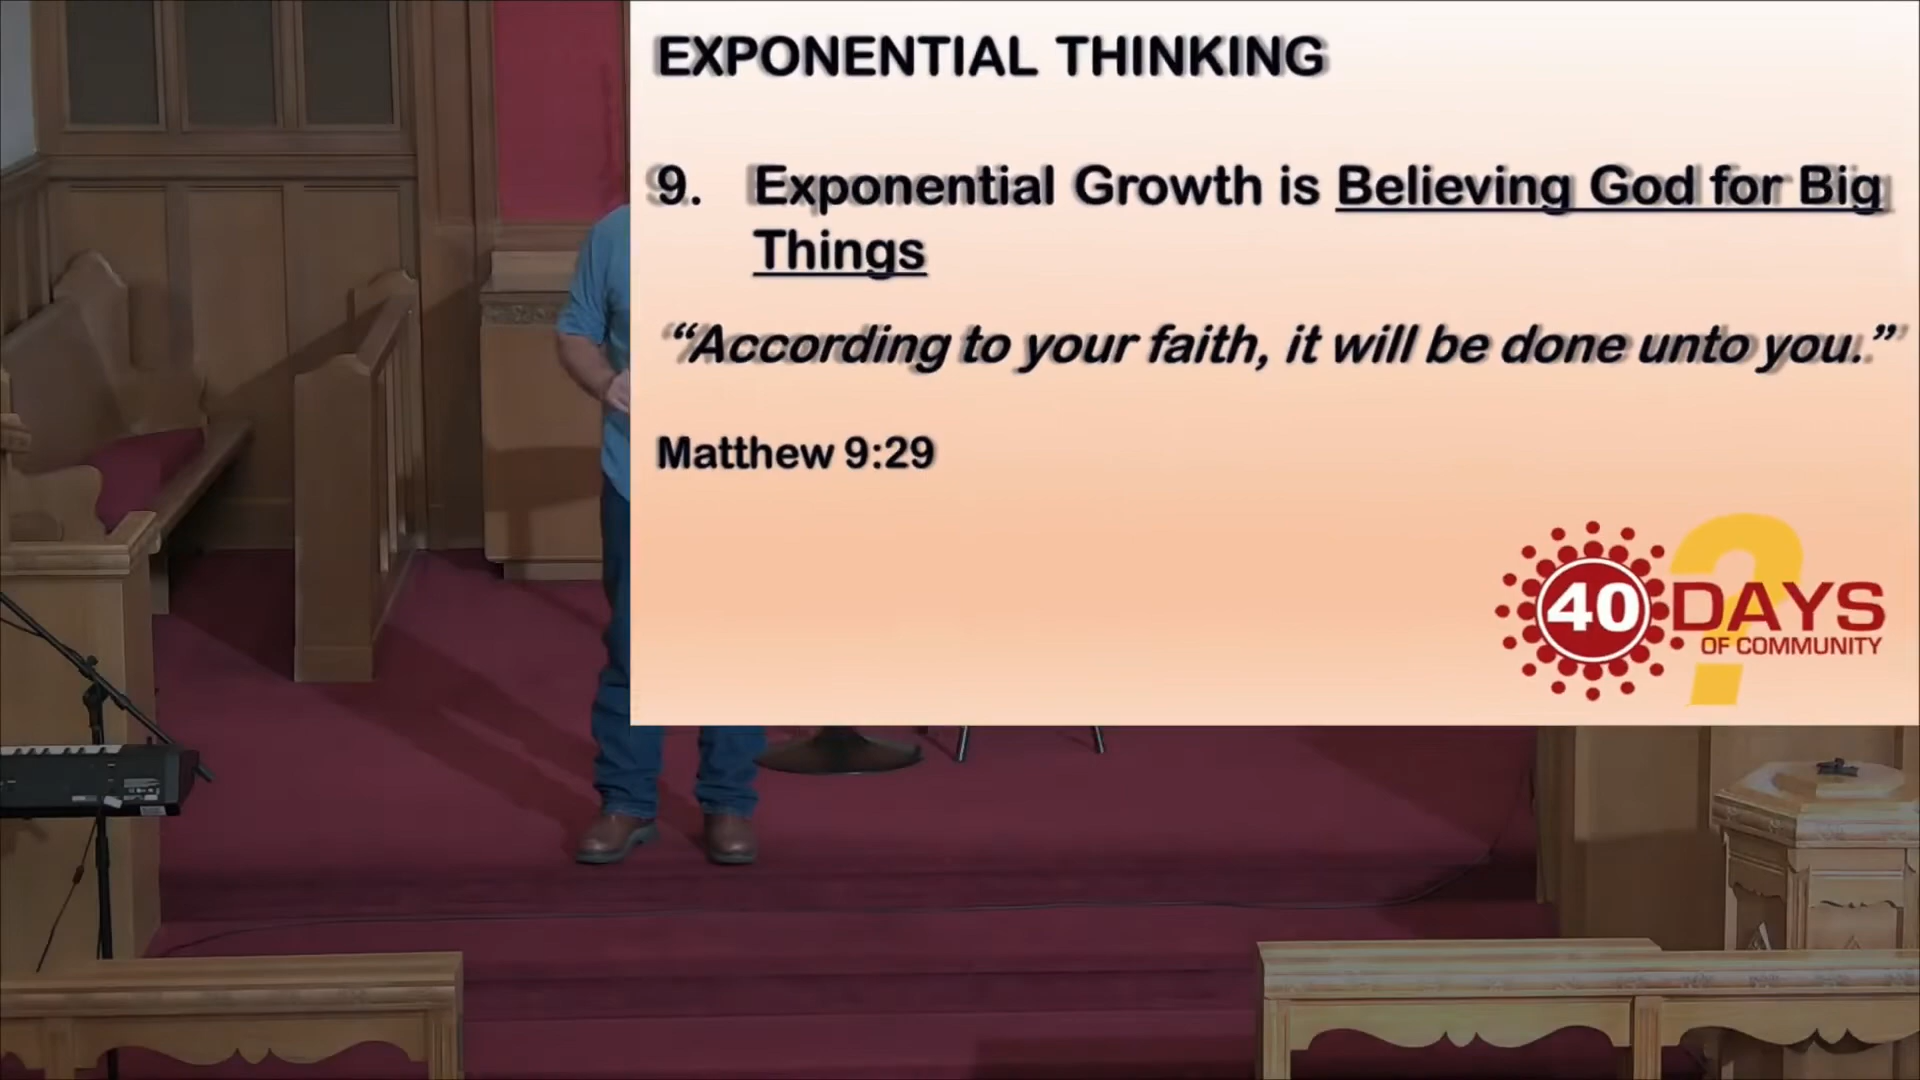 EXPONENTIAL THINKING
9. Exponential Growth is Believing God for Big
Things
“According to your faith, it will be done unto you.”
Matthew 9:29
40 DAYS
OF COMMUNITY
?